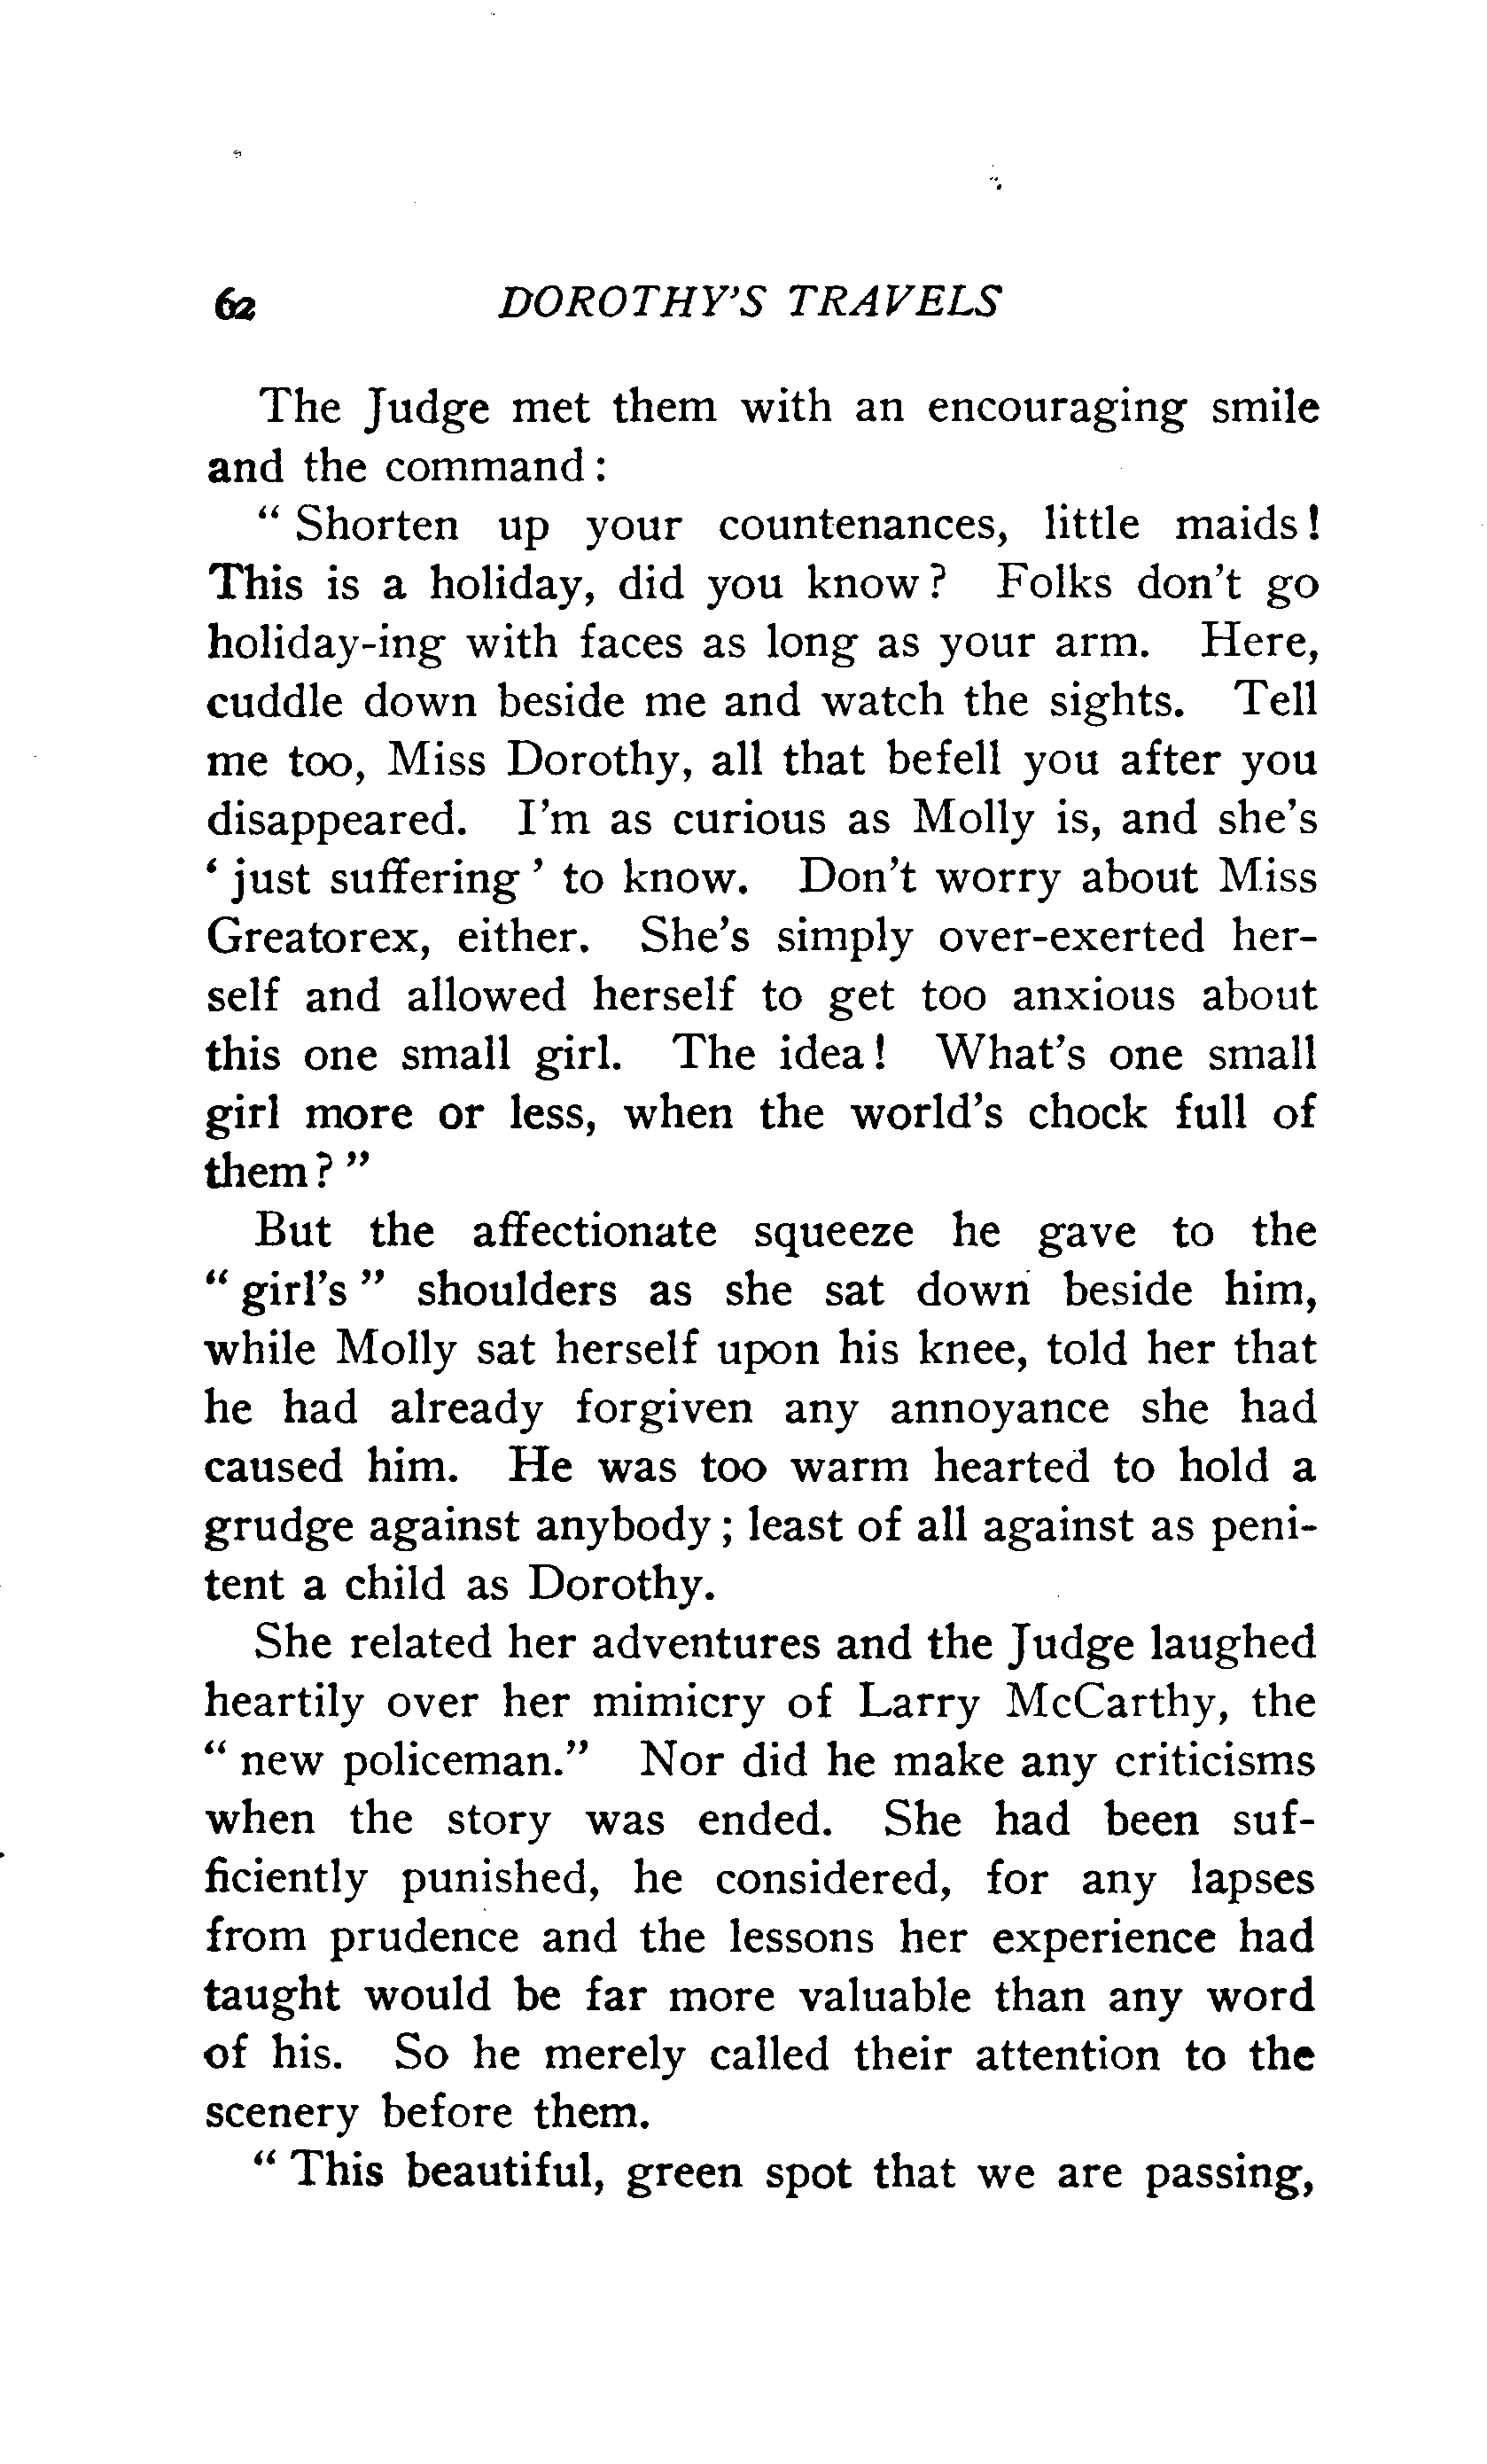 62 DOROTHY'S TRAVELS
The Judge met them with an encouraging smile
and the command:
"Shorten up your countenances, little maids!
This is a holiday, did you know? Folks don't go
holiday-ing with faces as long as your arm. Here,
cuddle down beside me and watch the sights. Tell
me too, Miss Dorothy, all that befell you after you
disappeared. I'm as curious as Molly is, and she's
'just suffering' to know. Don't worry about Miss
Greatorex, either. She's simply over-exerted her-
self and allowed herself to get too anxious about
this one small girl. The idea! What's one small
girl more or less, when the world's chock full of
them?"
But the affectionate squeeze he gave to the
"girl's" shoulders as she sat down beside him,
while Molly sat herself upon his knee, told her that
he had already forgiven any annoyance she had
caused him. He was too warm hearted to hold a
grudge against anybody; least of all against as peni-
tent a child as Dorothy.
She related her adventures and the Judge laughed
heartily over her mimicry of Larry McCarthy, the
"new policeman." Nor did he make any criticisms
when the story was ended. She had been suf-
ficiently punished, he considered, for any lapses
from prudence and the lessons her experience had
taught would be far more valuable than any word
of his. So he merely called their attention to the
scenery before them.
"This beautiful, green spot that we are passing,